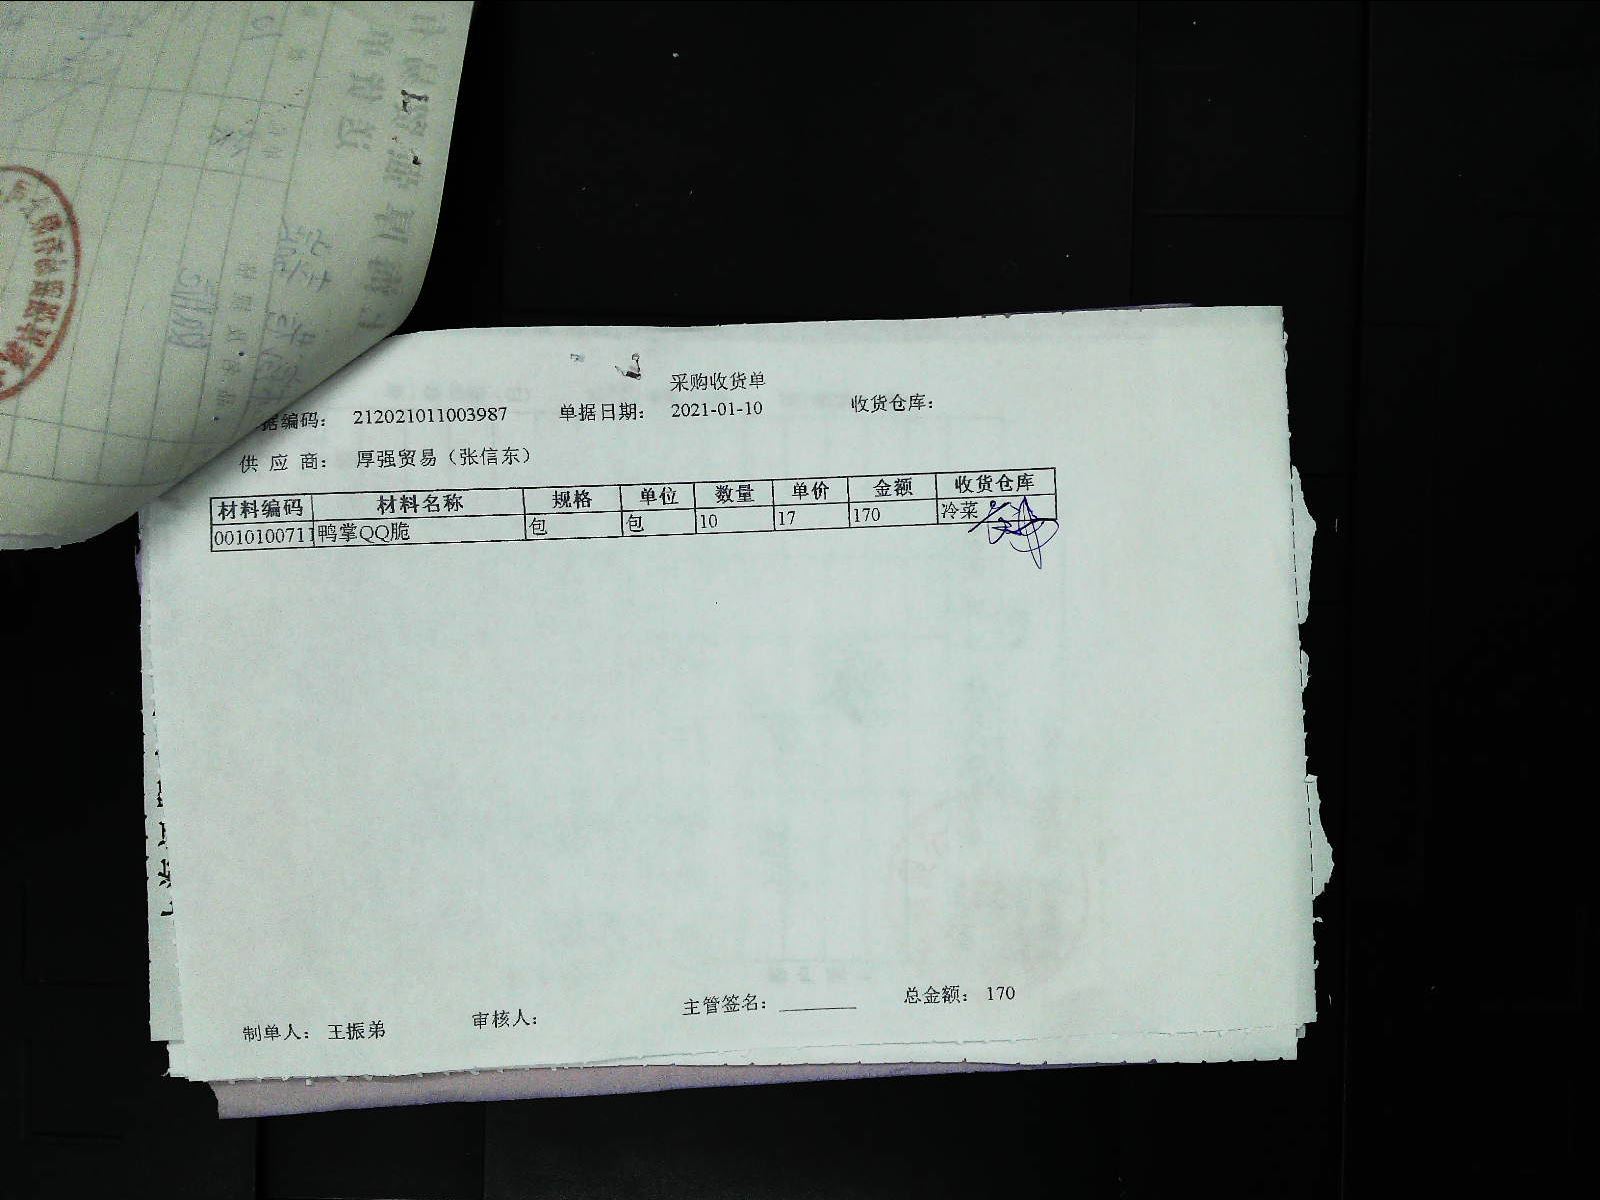 采购收货单
据编码： 212021011003987 单据日期： 2021-01-10 收货仓库：
供 应 商： 厚强贸易（张信东）
材料编码 材料名称 规格 单位 数量 单价 金额 收货仓库
0010100711 鸭掌QQ脆 包 包 10 17 170 冷菜
制单人： 王振弟 审核人： 主管签名： 总金额： 170